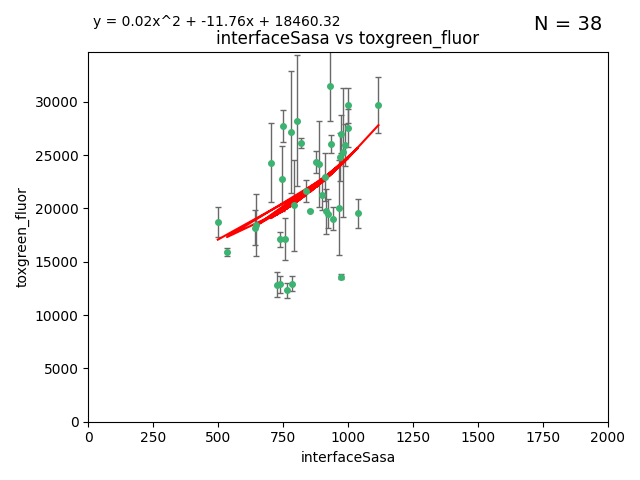 y = 0.02x^2 + -11.76x + 18460.32
N = 38
interfaceSasa vs toxgreen_fluor
30000
25000
20000
15000
10000
5000
0
toxgreen_fluor
0 250 500 750 1000 1250 1500 1750 2000
interfaceSasa